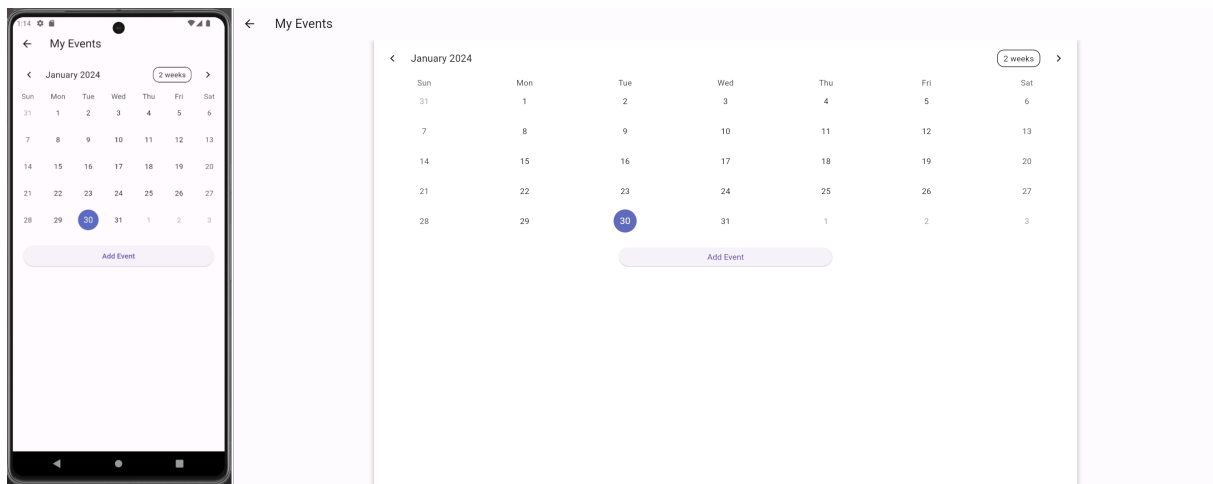 1:14
My Events
January 2024 2 weeks
Sun Mon Tue Wed Thu Fri Sat
31 1 2 3 4 5 6
7 8 9 10 11 12 13
14 15 16 17 18 19 20
21 22 23 24 25 26 27
28 29 30 31 1 2 3
Add Event
My Events
January 2024 2 weeks
Sun Mon Tue Wed Thu Fri Sat
31 1 2 3 4 5 6
7 8 9 10 11 12 13
14 15 16 17 18 19 20
21 22 23 24 25 26 27
28 29 30 31 1 2 3
Add Event